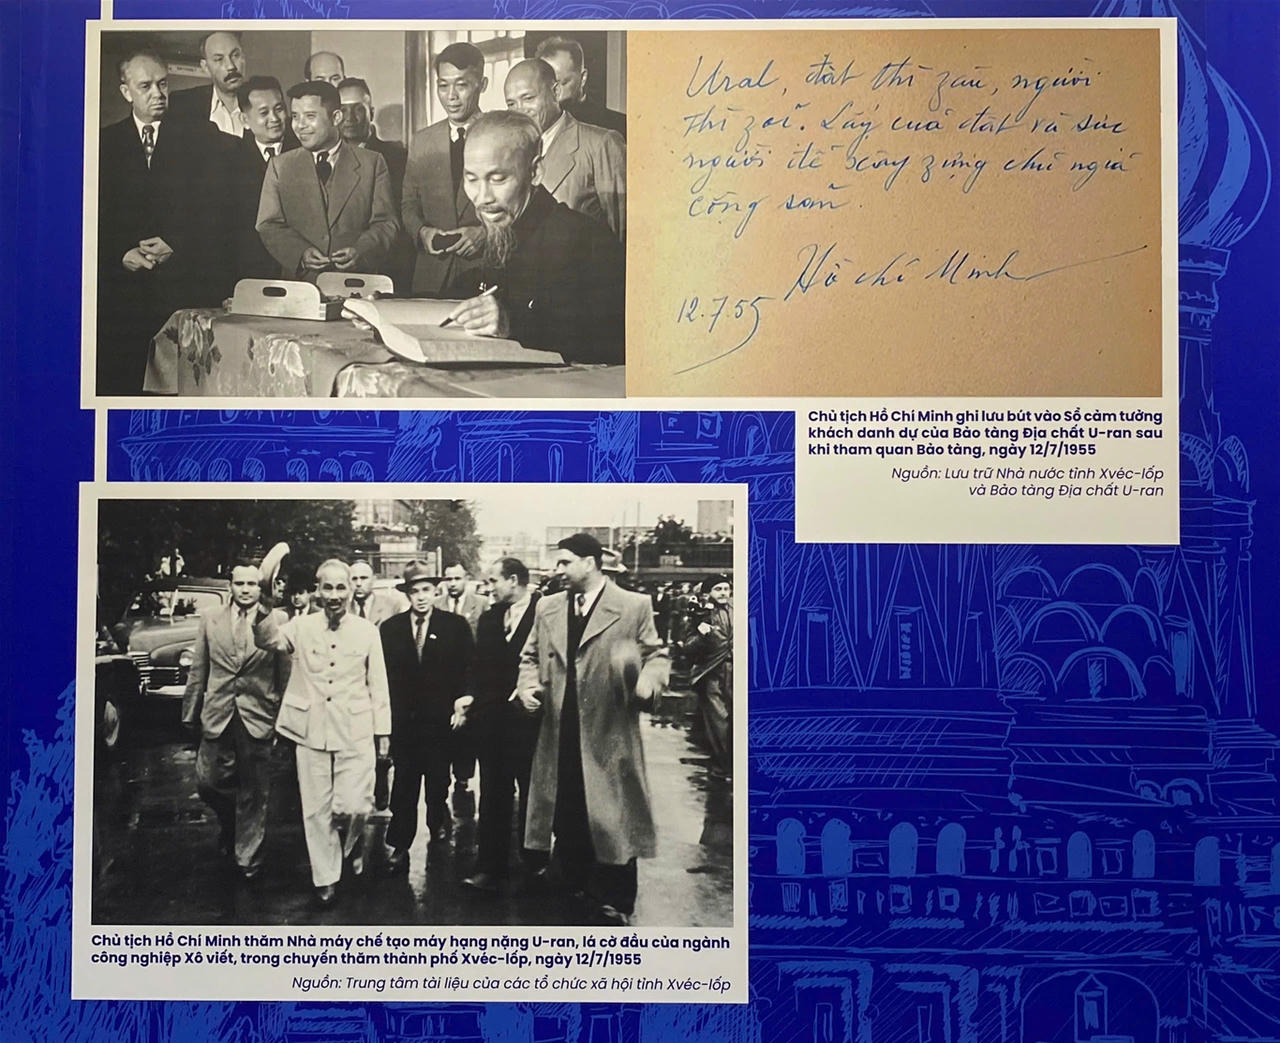 Ural, đất thì zàu, người
thì zỏi. Lấy cuả đất và sức
người để xây zựng chủ nghiã
cộng sản.
Hồ Chí Minh
12.7.55
Chủ tịch Hồ Chí Minh ghi lưu bút vào Sổ cảm tưởng
khách danh dự của Bảo tàng Địa chất U-ran sau
khi tham quan Bảo tàng, ngày 12/7/1955
Nguồn: Lưu trữ Nhà nước tỉnh Xvéc-lốp
và Bảo tàng Địa chất U-ran
Chủ tịch Hồ Chí Minh thăm Nhà máy chế tạo máy hạng nặng U-ran, lá cờ đầu của ngành
công nghiệp Xô viết, trong chuyến thăm thành phố Xvéc-lốp, ngày 12/7/1955
Nguồn: Trung tâm tài liệu của các tổ chức xã hội tỉnh Xvéc-lốp